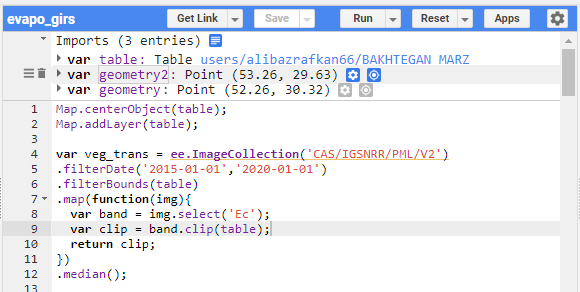 evapo_girs
Get Link Save Run Reset Apps
Imports (3 entries)
var table: Table users/alibazrafkan66/BAKHTEGAN_MARZ
var geometry2: Point (53.26, 29.63)
var geometry: Point (52.26, 30.32)
1 Map.centerObject(table);
2 Map.addLayer(table);
3
4 var veg_trans = ee.ImageCollection('CAS/IGSNRR/PML/V2')
5 .filterDate('2015-01-01','2020-01-01')
6 .filterBounds(table)
7 .map(function(img){
8 var band = img.select('Ec');
9 var clip = band.clip(table);
10 return clip;
11 })
12 .median();
13